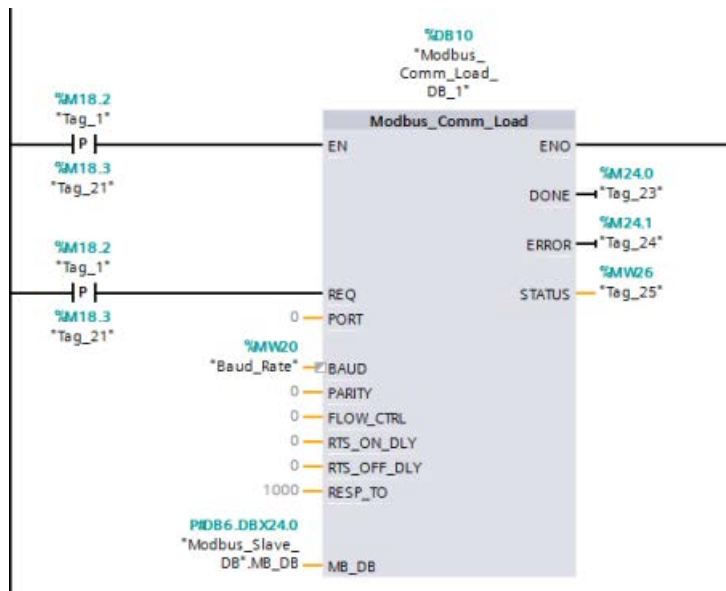 %DB10
"Modbus_
Comm_Load_
DB_1"
Modbus_Comm_Load
%M18.2
"Tag_1"
P
%M18.3
"Tag_21"
EN
ENO
DONE
%M24.0
"Tag_23"
ERROR
%M24.1
"Tag_24"
%M18.2
"Tag_1"
P
%M18.3
"Tag_21"
REQ
STATUS
%MW26
"Tag_25"
0 PORT
%MW20
"Baud_Rate" BAUD
0 PARITY
0 FLOW_CTRL
0 RTS_ON_DLY
0 RTS_OFF_DLY
1000 RESP_TO
P#DB6.DBX24.0
"Modbus_Slave_
DB".MB_DB MB_DB